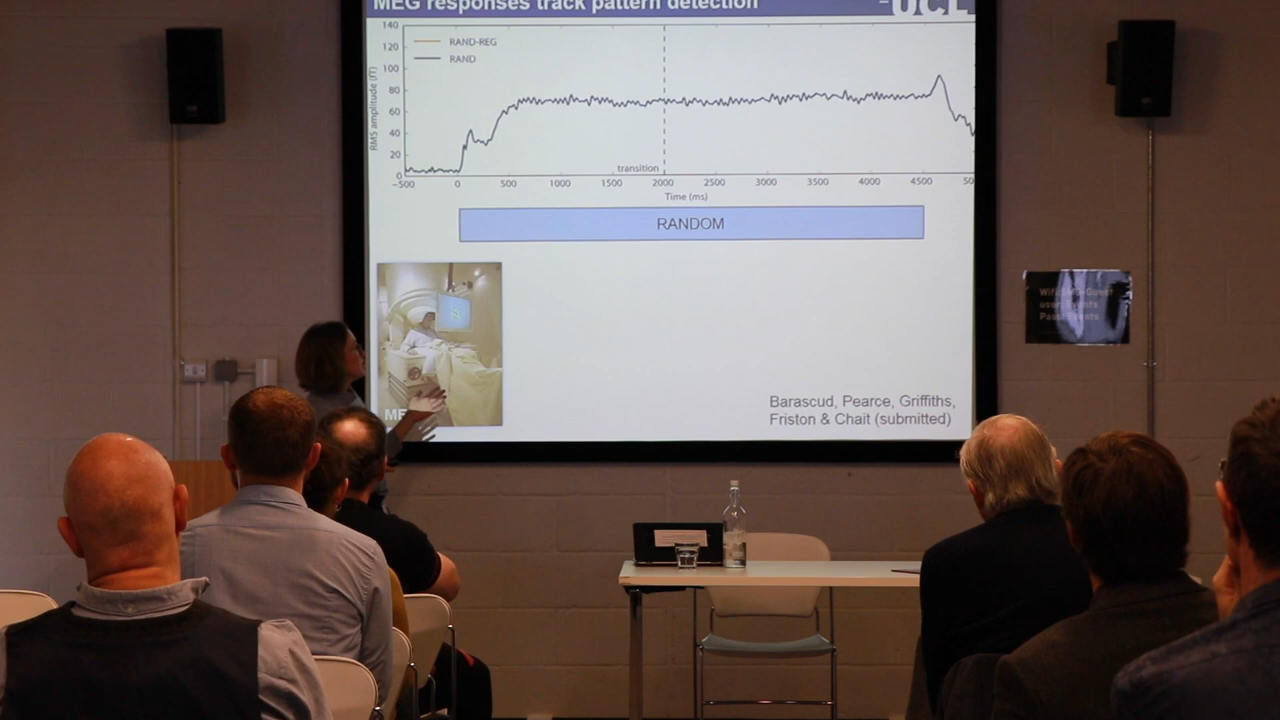 MEG responses track pattern detection
UCL
140
120
100
80
60
40
20
0
RMS amplitude (fT)
RAND-REG
RAND
transition
−500
0
500
1000
1500
2000
2500
3000
3500
4000
4500
50
Time (ms)
RANDOM
ME
Barascud, Pearce, Griffiths,
Friston & Chait (submitted)